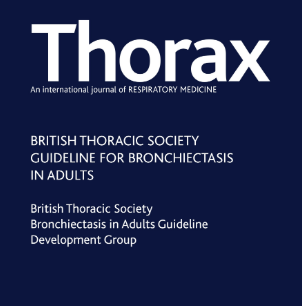 Thorax
An international journal of RESPIRATORY MEDICINE
BRITISH THORACIC SOCIETY
GUIDELINE FOR BRONCHIECTASIS
IN ADULTS
British Thoracic Society
Bronchiectasis in Adults Guideline
Development Group